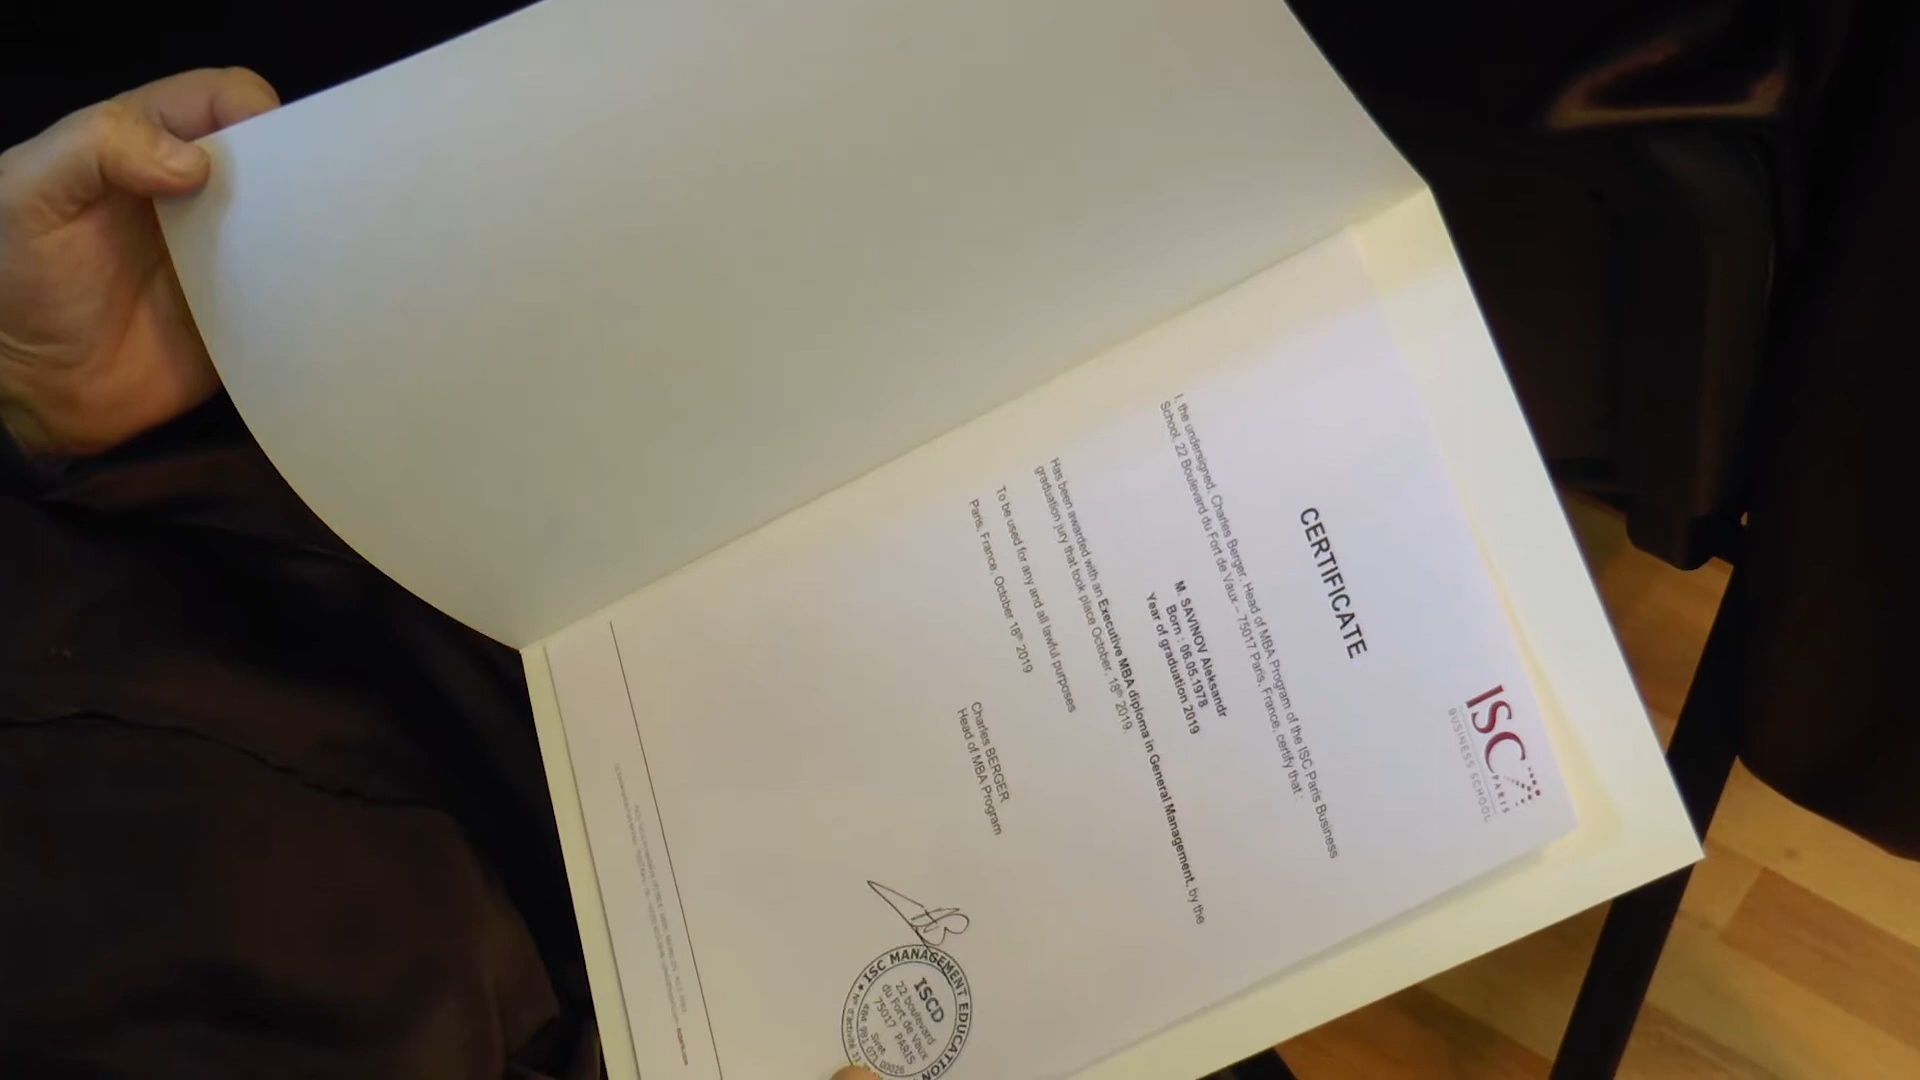 ISC
PARIS
BUSINESS SCHOOL
CERTIFICATE
I, the undersigned, Charles Berger, Head of MBA Program of the ISC Paris Business
School, 22 Boulevard du Fort de Vaux – 75017 Paris, France, certify that :
M. SAVINOV Aleksandr
Born : 06.05.1978
Year of graduation 2019
Has been awarded with an Executive MBA diploma in General Management, by the
graduation jury that took place October, 18th 2019.
To be used for any and all lawful purposes
Paris, France, October 18th 2019
Charles BERGER
Head of MBA Program
ISC MANAGEMENT EDUCATION
ISCD
22 boulevard
du Fort de Vaux
75017 PARIS
Siret
N° d'activité 11